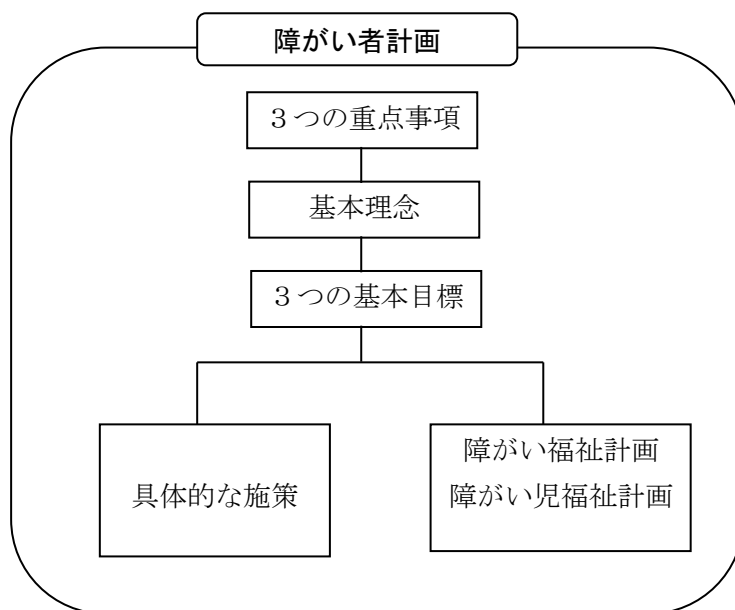 障がい者計画
３つの重点事項
基本理念
３つの基本目標
具体的な施策
障がい福祉計画
障がい児福祉計画